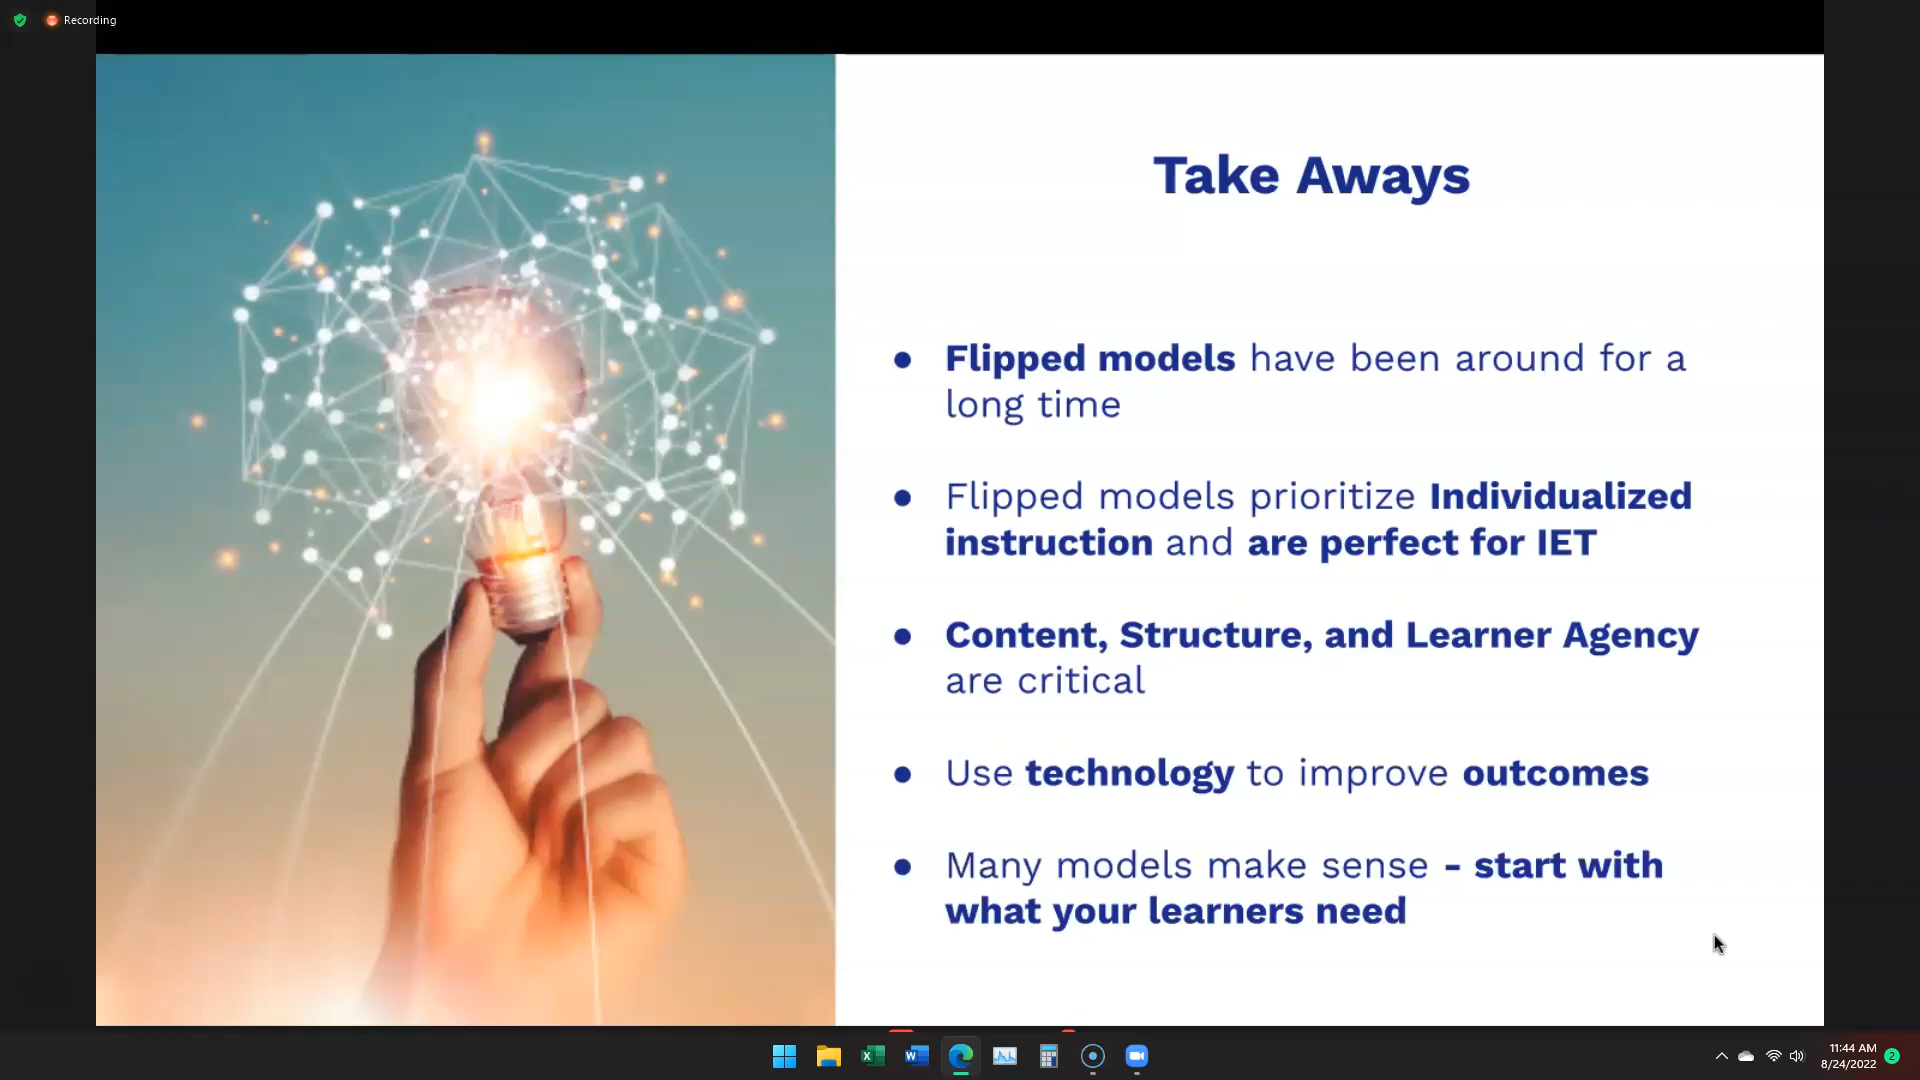 Recording
Take Aways
● Flipped models have been around for a
long time
● Flipped models prioritize Individualized
instruction and are perfect for IET
● Content, Structure, and Learner Agency
are critical
● Use technology to improve outcomes
● Many models make sense - start with
what your learners need
11:44 AM
8/24/2022
2